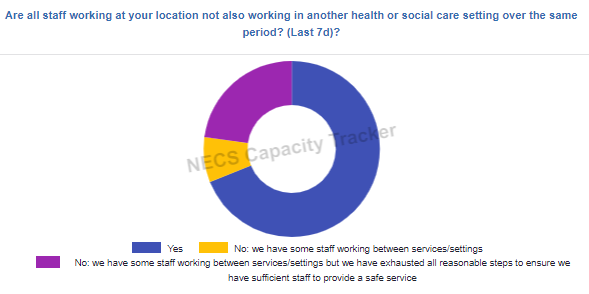 Are all staff working at your location not also working in another health or social care setting over the same
period? (Last 7d)?
NECS Capacity Tracker
Yes
No: we have some staff working between services/settings
No: we have some staff working between services/settings but we have exhausted all reasonable steps to ensure we
have sufficient staff to provide a safe service